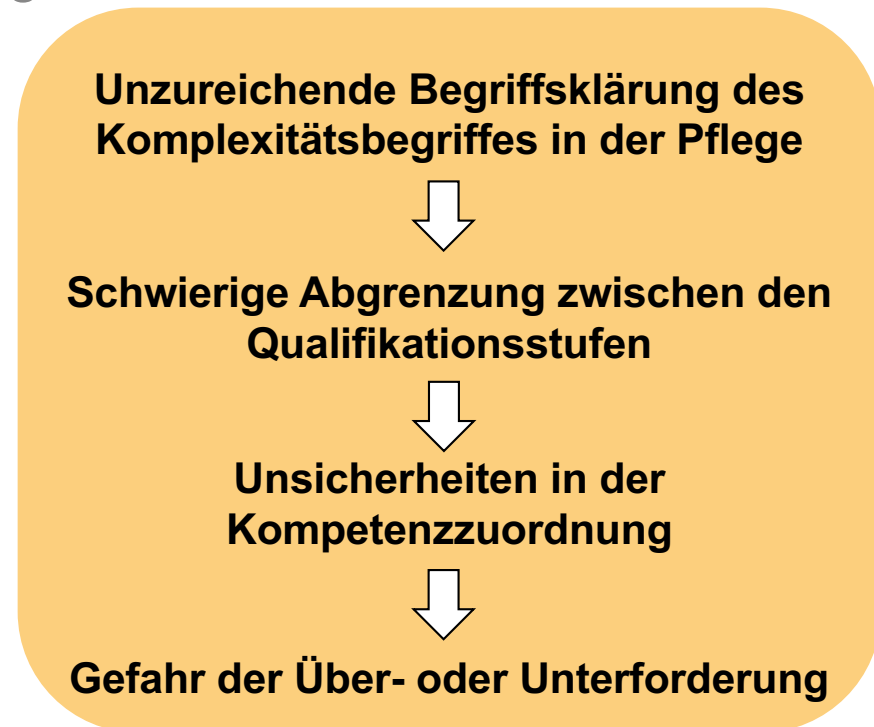 Unzureichende Begriffsklärung des
Komplexitätsbegriffes in der Pflege
Schwierige Abgrenzung zwischen den
Qualifikationsstufen
Unsicherheiten in der
Kompetenzzuordnung
Gefahr der Über- oder Unterforderung